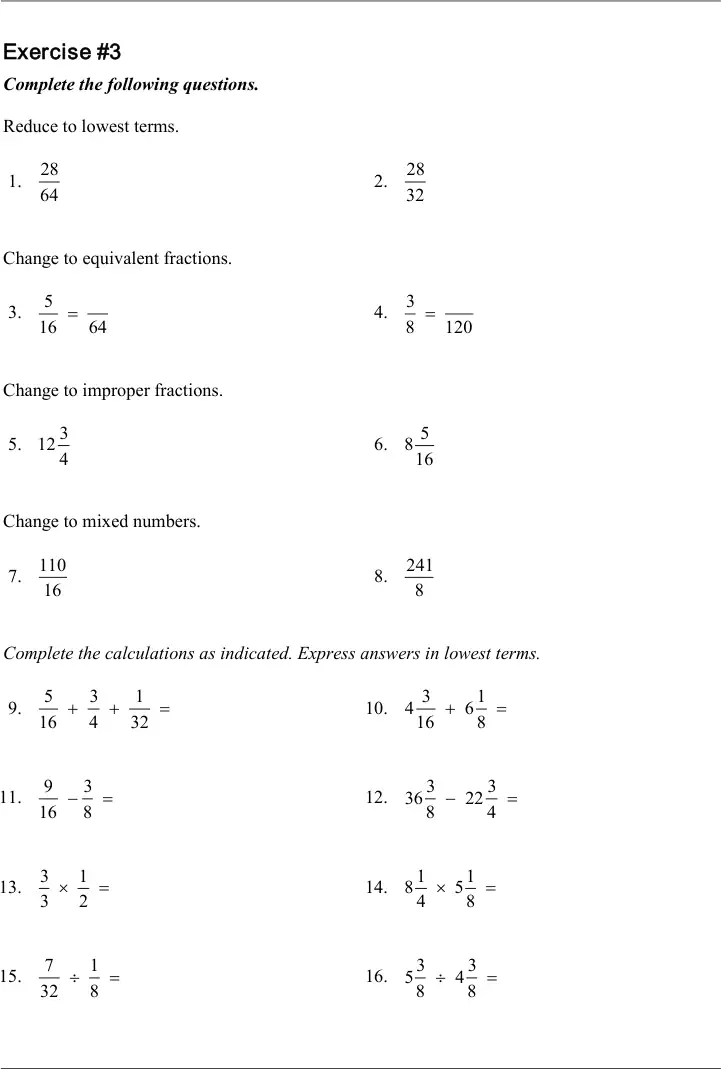 Exercise #3
Complete the following questions.
Reduce to lowest terms.
1. 28/64 2. 28/32
Change to equivalent fractions.
3. 5/16 = /64 4. 3/8 = /120
Change to improper fractions.
5. 12 3/4 6. 8 5/16
Change to mixed numbers.
7. 110/16 8. 241/8
Complete the calculations as indicated. Express answers in lowest terms.
9. 5/16 + 3/4 + 1/32 = 10. 4 3/16 + 6 1/8 =
11. 9/16 − 3/8 = 12. 36 3/8 − 22 3/4 =
13. 3/3 × 1/2 = 14. 8 1/4 × 5 1/8 =
15. 7/32 ÷ 1/8 = 16. 5 3/8 ÷ 4 3/8 =